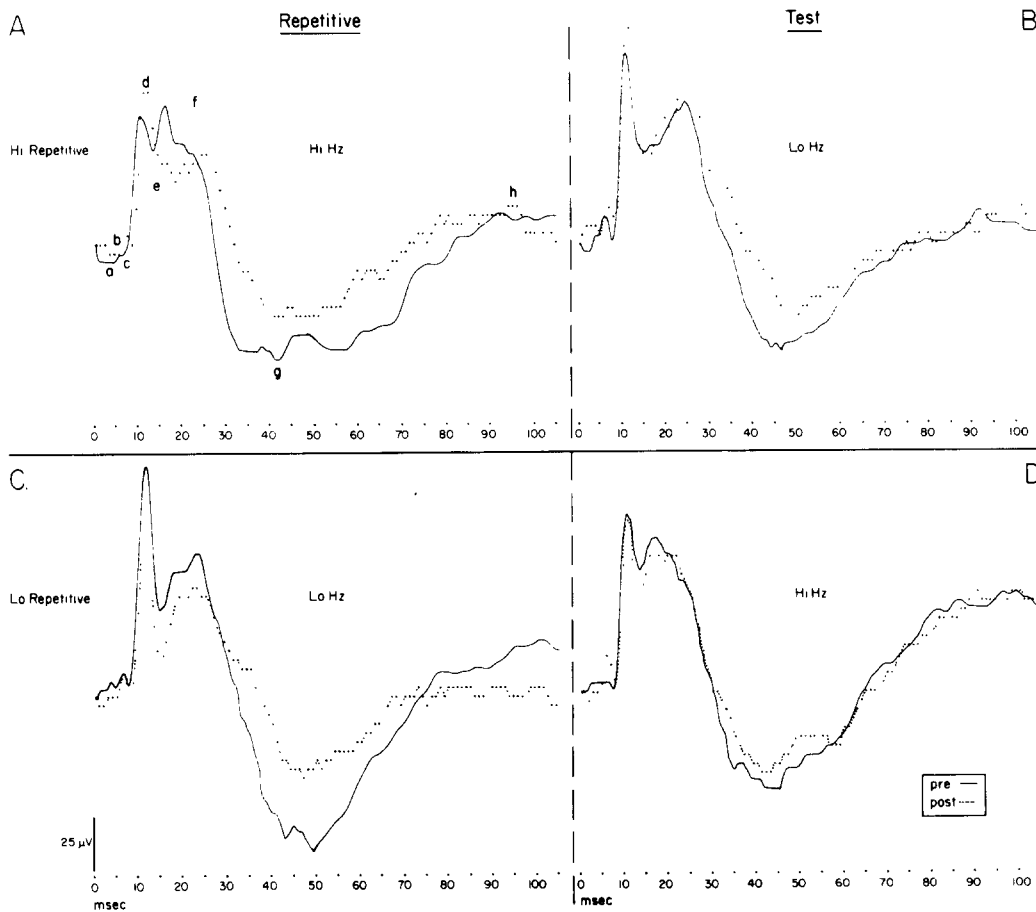 A
Repetitive
Test
B
d
f
Hi Repetitive
Hi Hz
Lo Hz
e
h
b
a
c
g
0 10 20 30 40 50 60 70 80 90 100
0 10 20 30 40 50 60 70 80 90 100
C.
D
Lo Repetitive
Lo Hz
Hi Hz
pre
post
25 µV
0 10 20 30 40 50 60 70 80 90 100
0 10 20 30 40 50 60 70 80 90 100
msec
msec